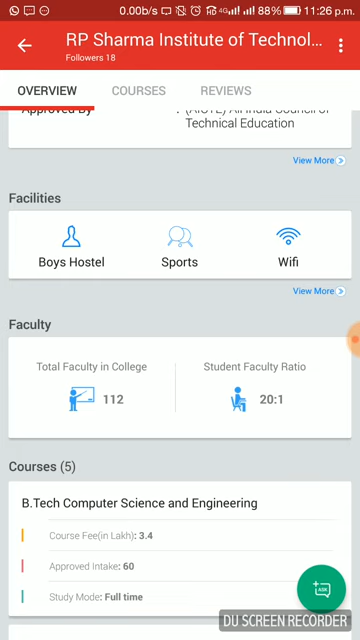 0.00b/s 4G 88% 11:26 p.m.
RP Sharma Institute of Technol...
Followers 18
OVERVIEW COURSES REVIEWS
Approved By : (AICTE) All India Council of
Technical Education
View More
Facilities
Boys Hostel Sports Wifi
View More
Faculty
Total Faculty in College Student Faculty Ratio
112 20:1
Courses (5)
B.Tech Computer Science and Engineering
Course Fee(in Lakh): 3.4
Approved Intake: 60
Study Mode: Full time
ASK
DU SCREEN RECORDER